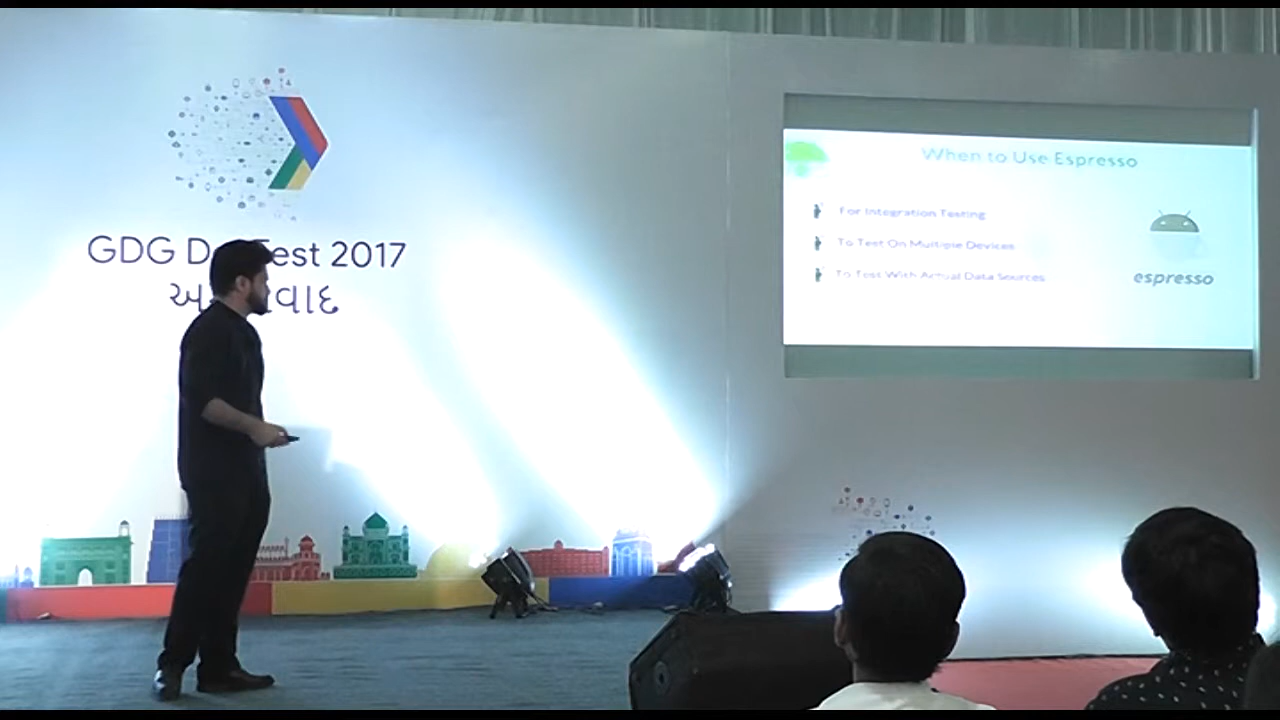 GDG D Fest 2017
અ વાદ
When to Use Espresso
For Integration Testing
To Test On Multiple Devices
To Test With Actual Data Sources
espresso